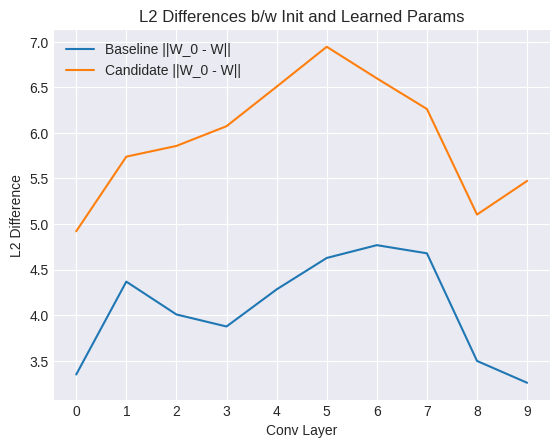 L2 Differences b/w Init and Learned Params
Baseline ||W_0 - W||
Candidate ||W_0 - W||
L2 Difference
7.0
6.5
6.0
5.5
5.0
4.5
4.0
3.5
0 1 2 3 4 5 6 7 8 9
Conv Layer